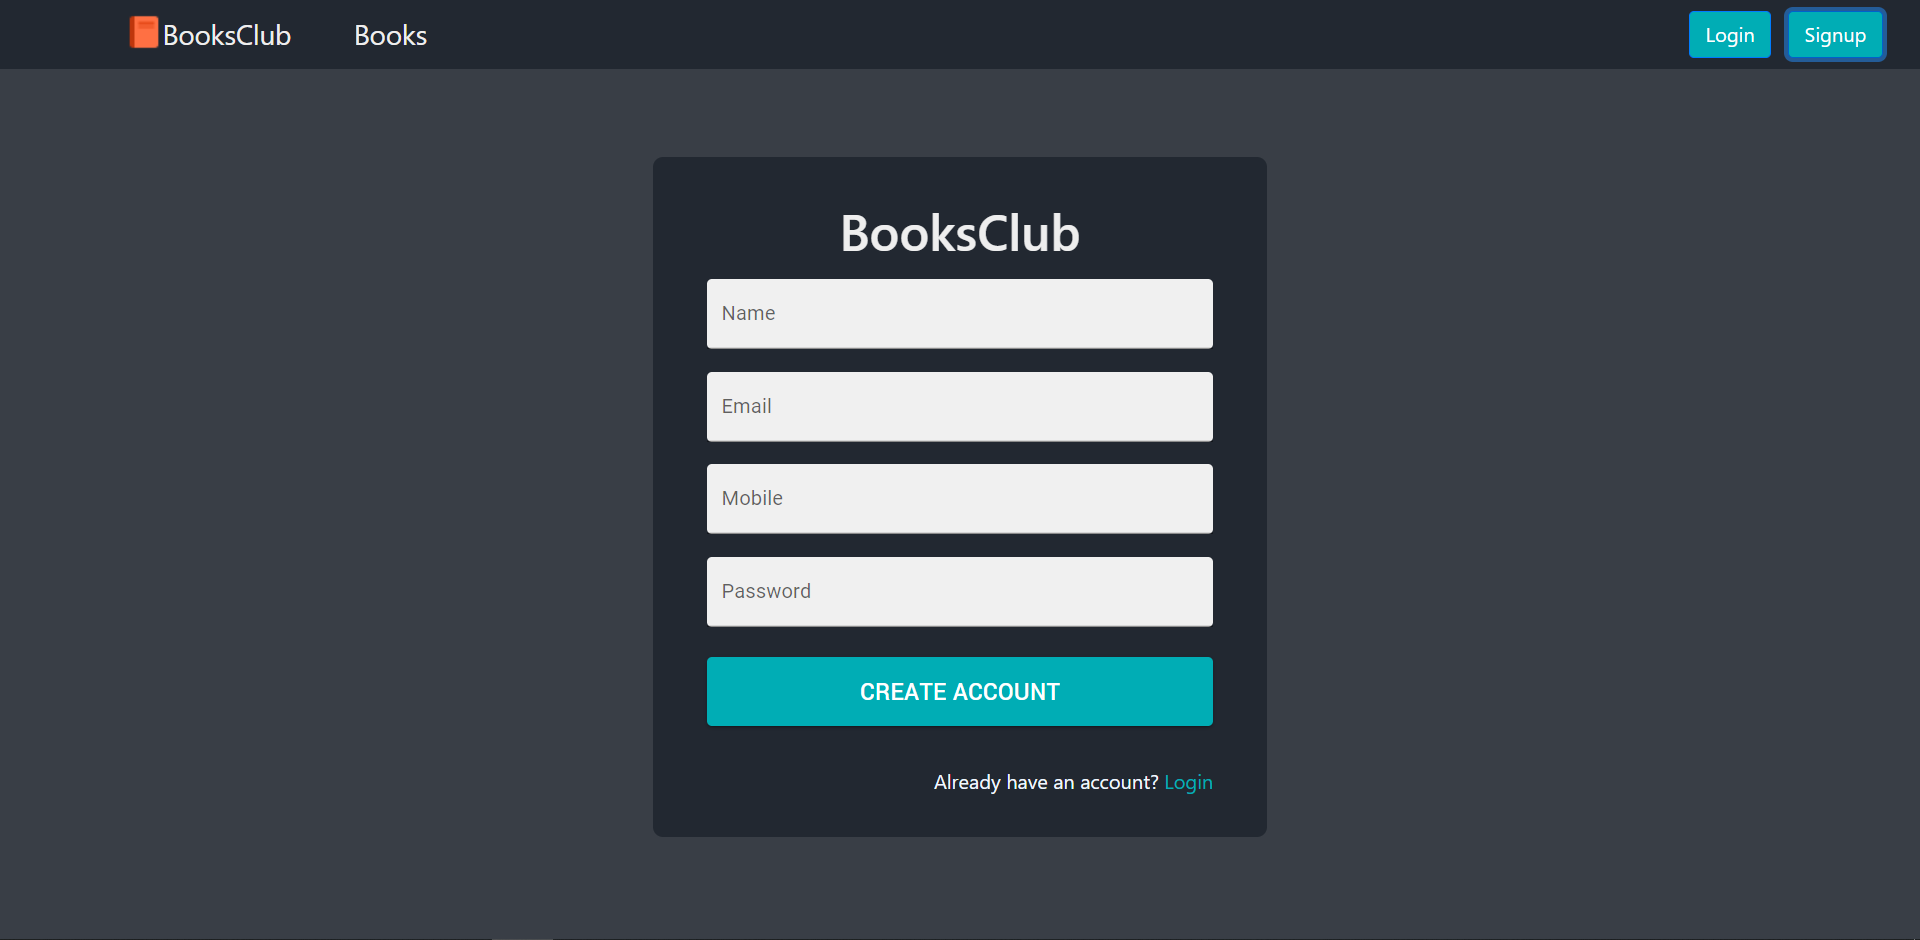 BooksClub Books Login Signup
BooksClub
Name
Email
Mobile
Password
CREATE ACCOUNT
Already have an account? Login